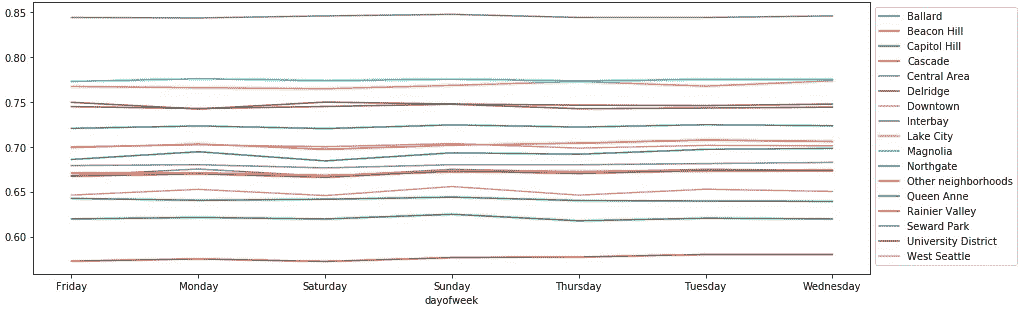 0.85
0.80
0.75
0.70
0.65
0.60
Friday Monday Saturday Sunday Thursday Tuesday Wednesday
dayofweek
Ballard
Beacon Hill
Capitol Hill
Cascade
Central Area
Delridge
Downtown
Interbay
Lake City
Magnolia
Northgate
Other neighborhoods
Queen Anne
Rainier Valley
Seward Park
University District
West Seattle